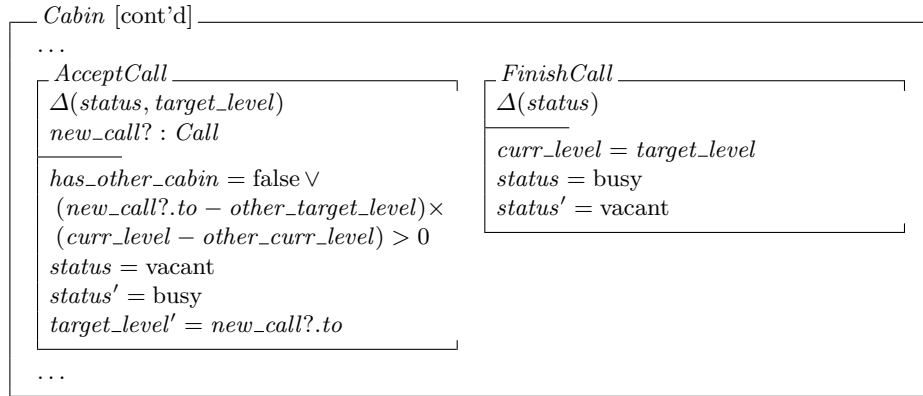 Cabin [cont'd]
. . .
AcceptCall
Δ(status, target_level)
new_call? : Call
has_other_cabin = false ∨
(new_call?.to − other_target_level)×
(curr_level − other_curr_level) > 0
status = vacant
status′ = busy
target_level′ = new_call?.to
FinishCall
Δ(status)
curr_level = target_level
status = busy
status′ = vacant
. . .